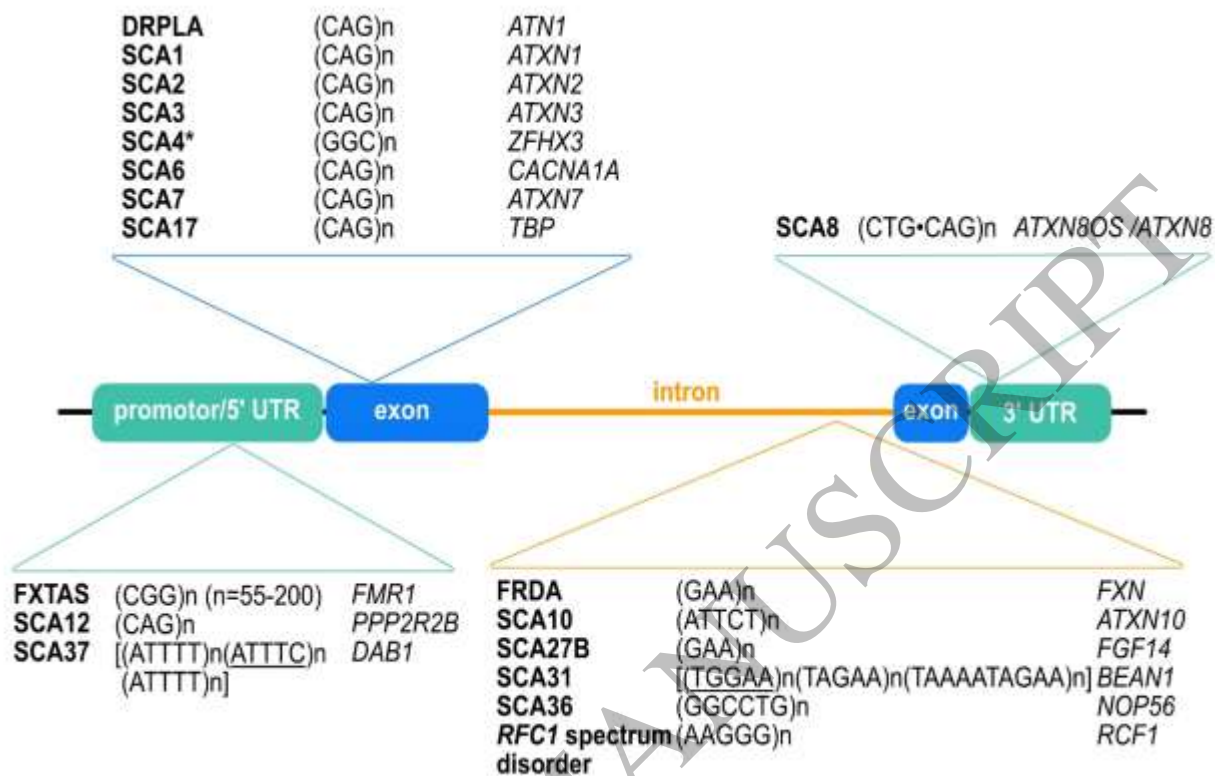 DRPLA (CAG)n ATN1
SCA1 (CAG)n ATXN1
SCA2 (CAG)n ATXN2
SCA3 (CAG)n ATXN3
SCA4* (GGC)n ZFHX3
SCA6 (CAG)n CACNA1A
SCA7 (CAG)n ATXN7
SCA17 (CAG)n TBP
SCA8 (CTG•CAG)n ATXN8OS /ATXN8
promotor/5' UTR exon intron exon 3' UTR
FXTAS (CGG)n (n=55-200) FMR1
SCA12 (CAG)n PPP2R2B
SCA37 [(ATTTT)n(ATTTC)n DAB1
(ATTTT)n]
FRDA (GAA)n FXN
SCA10 (ATTCT)n ATXN10
SCA27B (GAA)n FGF14
SCA31 [(TGGAA)n(TAGAA)n(TAAAATAGAA)n] BEAN1
SCA36 (GGCCTG)n NOP56
RFC1 spectrum (AAGGG)n RCF1
disorder
ANUSCRIPT